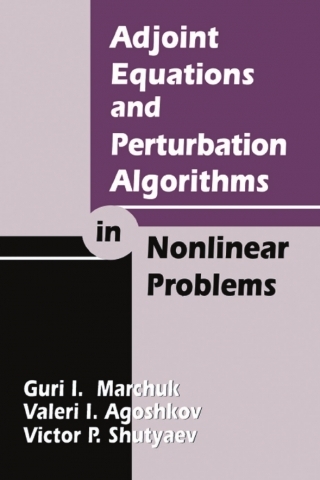 Adjoint
Equations
and
Perturbation
Algorithms
in
Nonlinear
Problems
Guri I. Marchuk
Valeri I. Agoshkov
Victor P. Shutyaev